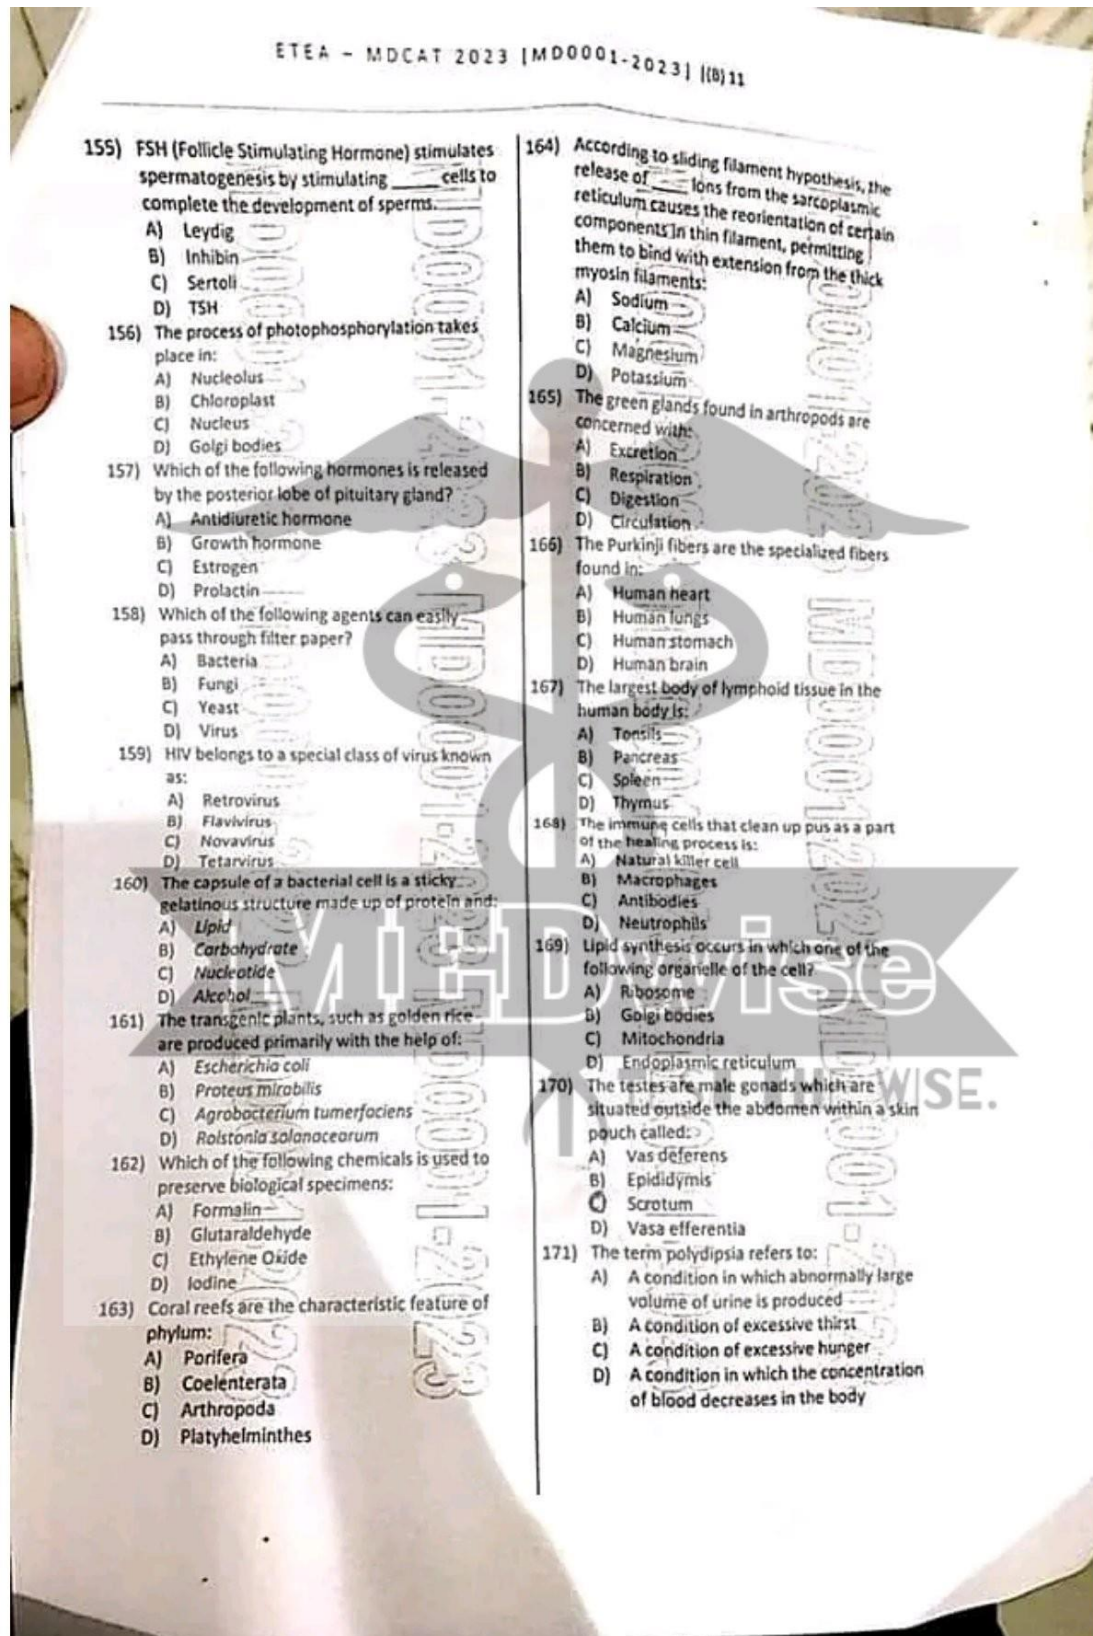 ETEA - MDCAT 2023 [MD0001-2023] |(B) 11
155) FSH (Follicle Stimulating Hormone) stimulates
spermatogenesis by stimulating ____ cells to
complete the development of sperms.
A) Leydig
B) Inhibin
C) Sertoli
D) TSH
156) The process of photophosphorylation takes
place in:
A) Nucleolus
B) Chloroplast
C) Nucleus
D) Golgi bodies
157) Which of the following hormones is released
by the posterior lobe of pituitary gland?
A) Antidiuretic hormone
B) Growth hormone
C) Estrogen
D) Prolactin
158) Which of the following agents can easily
pass through filter paper?
A) Bacteria
B) Fungi
C) Yeast
D) Virus
159) HIV belongs to a special class of virus known
as:
A) Retrovirus
B) Flavivirus
C) Novavirus
D) Tetarvirus
160) The capsule of a bacterial cell is a sticky
gelatinous structure made up of protein and:
A) Lipid
B) Carbohydrate
C) Nucleotide
D) Alcohol
161) The transgenic plants, such as golden rice
are produced primarily with the help of:
A) Escherichia coli
B) Proteus mirabilis
C) Agrobacterium tumerfaciens
D) Rolstonia solanacearum
162) Which of the following chemicals is used to
preserve biological specimens:
A) Formalin
B) Glutaraldehyde
C) Ethylene Oxide
D) Iodine
163) Coral reefs are the characteristic feature of
phylum:
A) Porifera
B) Coelenterata
C) Arthropoda
D) Platyhelminthes
164) According to sliding filament hypothesis, the
release of ____ Ions from the sarcoplasmic
reticulum causes the reorientation of certain
components in thin filament, permitting
them to bind with extension from the thick
myosin filaments:
A) Sodium
B) Calcium
C) Magnesium
D) Potassium
165) The green glands found in arthropods are
concerned with:
A) Excretion
B) Respiration
C) Digestion
D) Circulation
166) The Purkinji fibers are the specialized fibers
found in:
A) Human heart
B) Human lungs
C) Human stomach
D) Human brain
167) The largest body of lymphoid tissue in the
human body is:
A) Tonsils
B) Pancreas
C) Spleen
D) Thymus
168) The immune cells that clean up pus as a part
of the healing process is:
A) Natural killer cell
B) Macrophages
C) Antibodies
D) Neutrophils
169) Lipid synthesis occurs in which one of the
following organelle of the cell?
A) Ribosome
B) Golgi bodies
C) Mitochondria
D) Endoplasmic reticulum
170) The testes are male gonads which are
situated outside the abdomen within a skin
pouch called:
A) Vas deferens
B) Epididymis
C) Scrotum
D) Vasa efferentia
171) The term polydipsia refers to:
A) A condition in which abnormally large
volume of urine is produced
B) A condition of excessive thirst
C) A condition of excessive hunger
D) A condition in which the concentration
of blood decreases in the body
MEDwise
WISE.
MD0001-2023 MD0001-2023 MD0001-2023